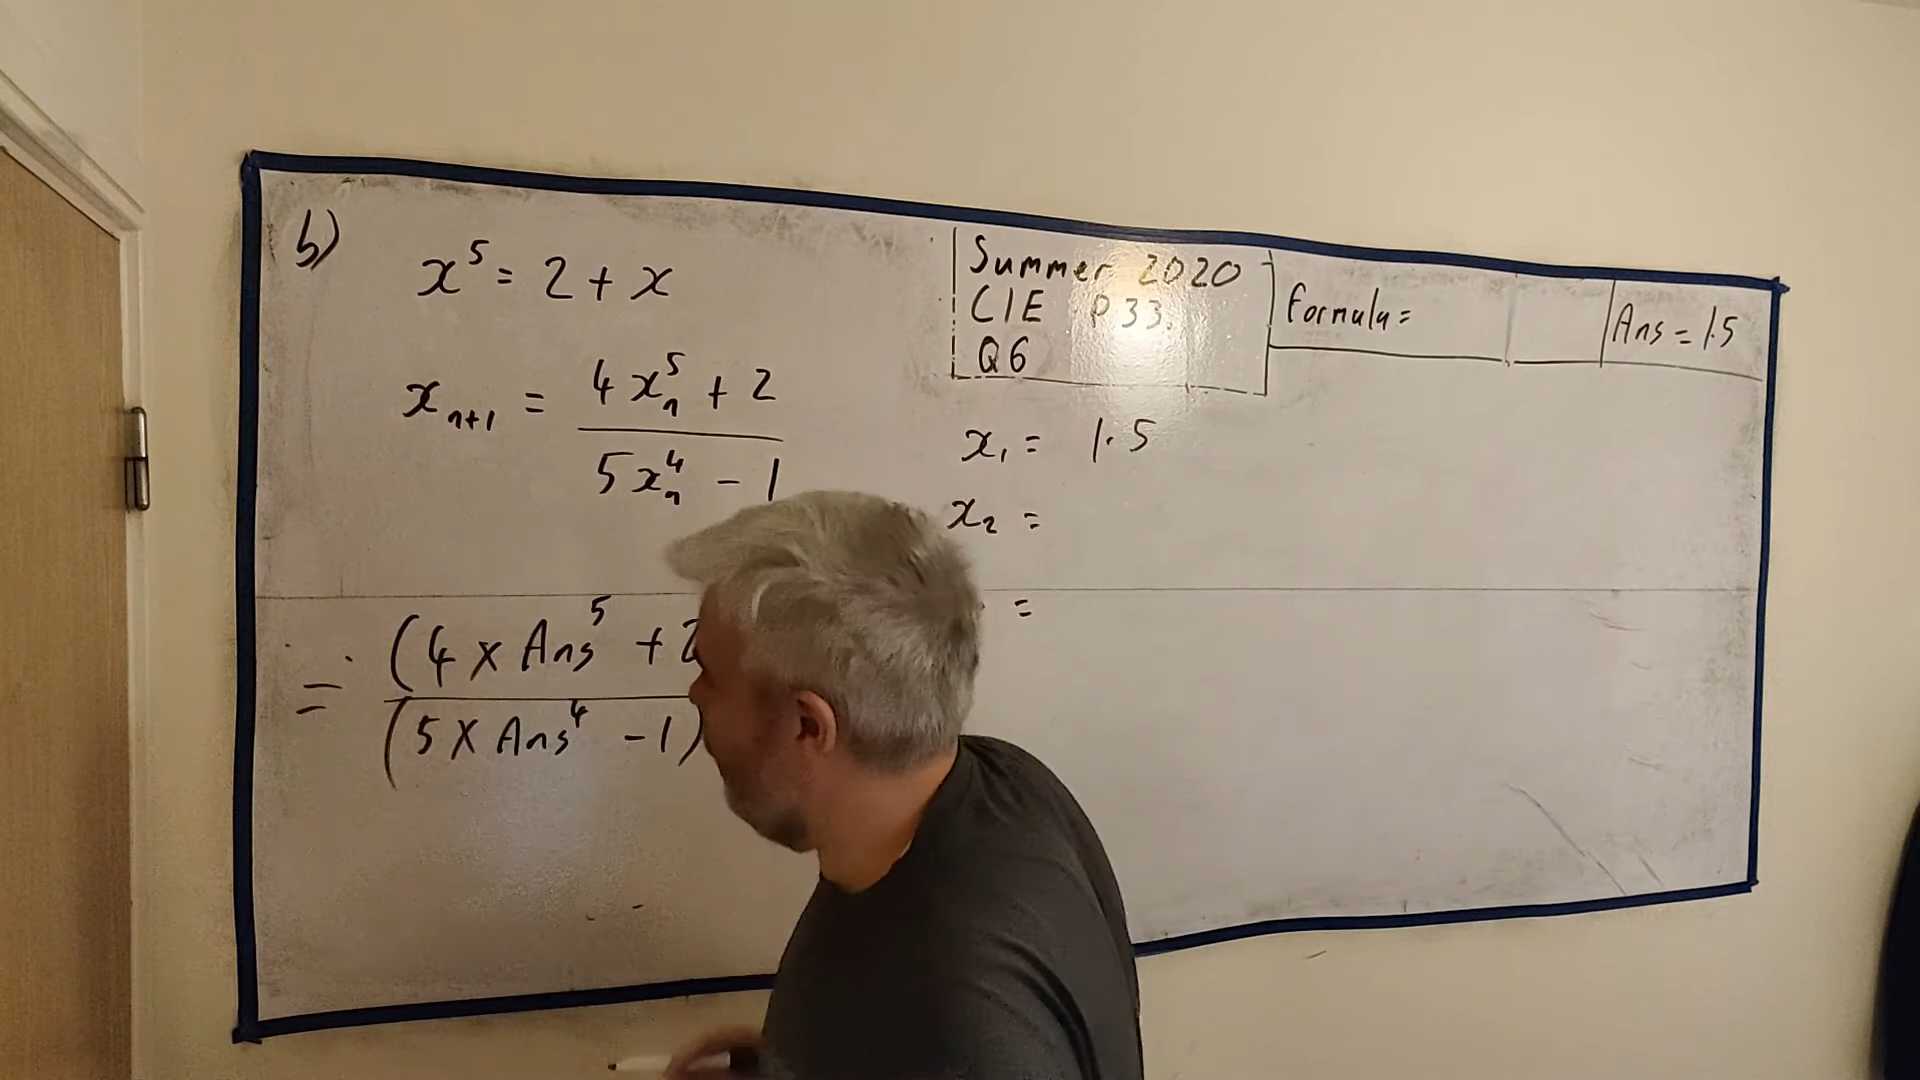 b)
x⁵ = 2 + x
xₙ₊₁ = (4xₙ⁵ + 2) / (5xₙ⁴ - 1)
= (4 x Ans⁵ + 2
(5 x Ans⁴ - 1)
Summer 2020
CIE P33.
Q6
Formula =
Ans = 1.5
x₁ = 1.5
x₂ =
=